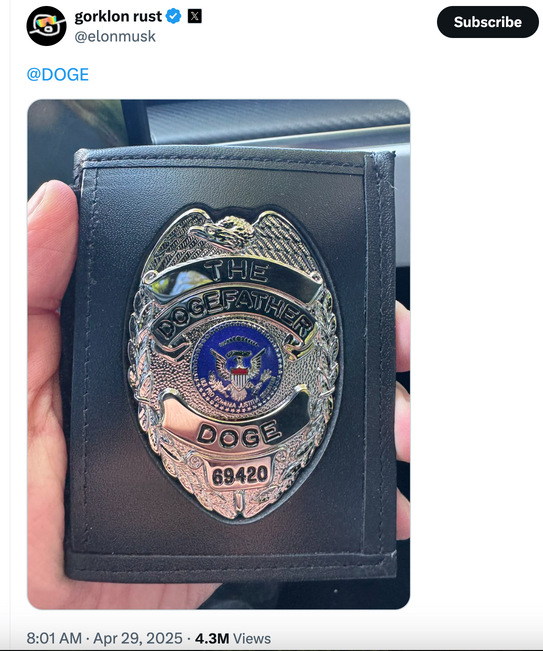 gorklon rust
@elonmusk
Subscribe
@DOGE
THE
DOGEFATHER
DOGE
69420
8:01 AM · Apr 29, 2025 · 4.3M Views